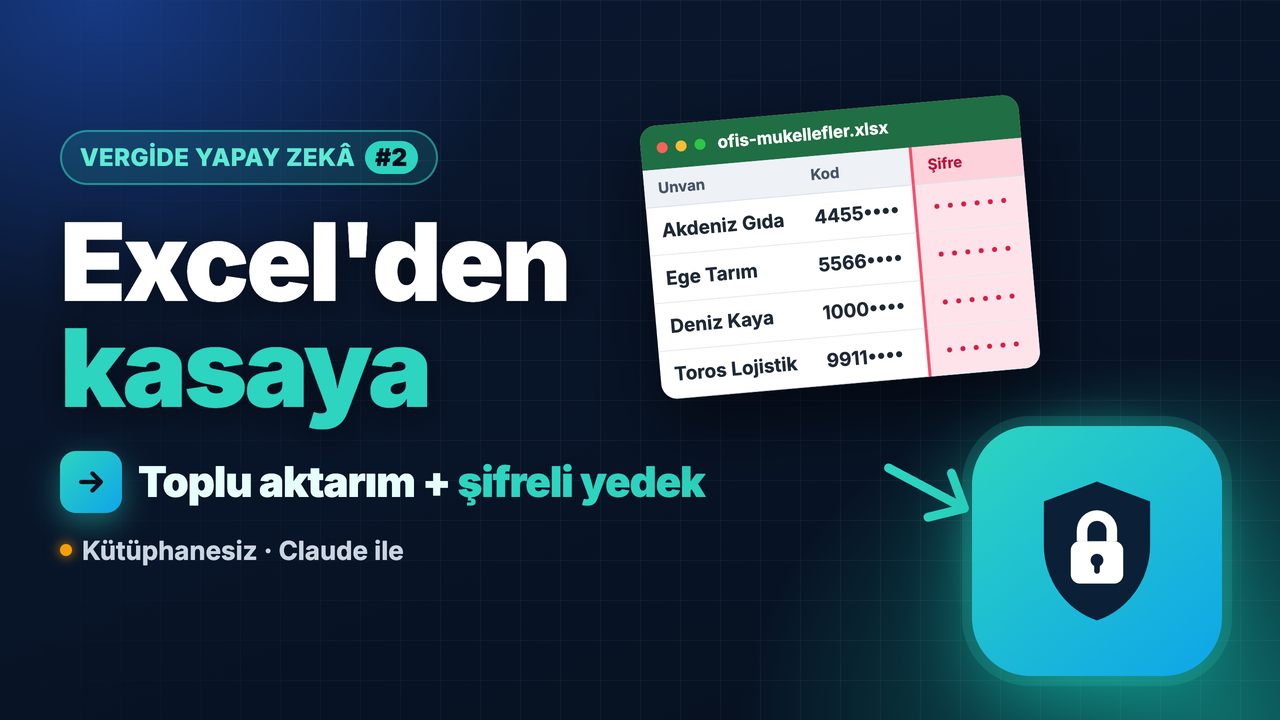 VERGİDE YAPAY ZEKÂ #2
Excel'den
kasaya
Toplu aktarım + şifreli yedek
Kütüphanesiz · Claude ile
ofis-mukellefler.xlsx
Unvan Kod Şifre
Akdeniz Gıda 4455•••• ••••••
Ege Tarım 5566•••• ••••••
Deniz Kaya 1000•••• ••••••
Toros Lojistik 9911•••• ••••••